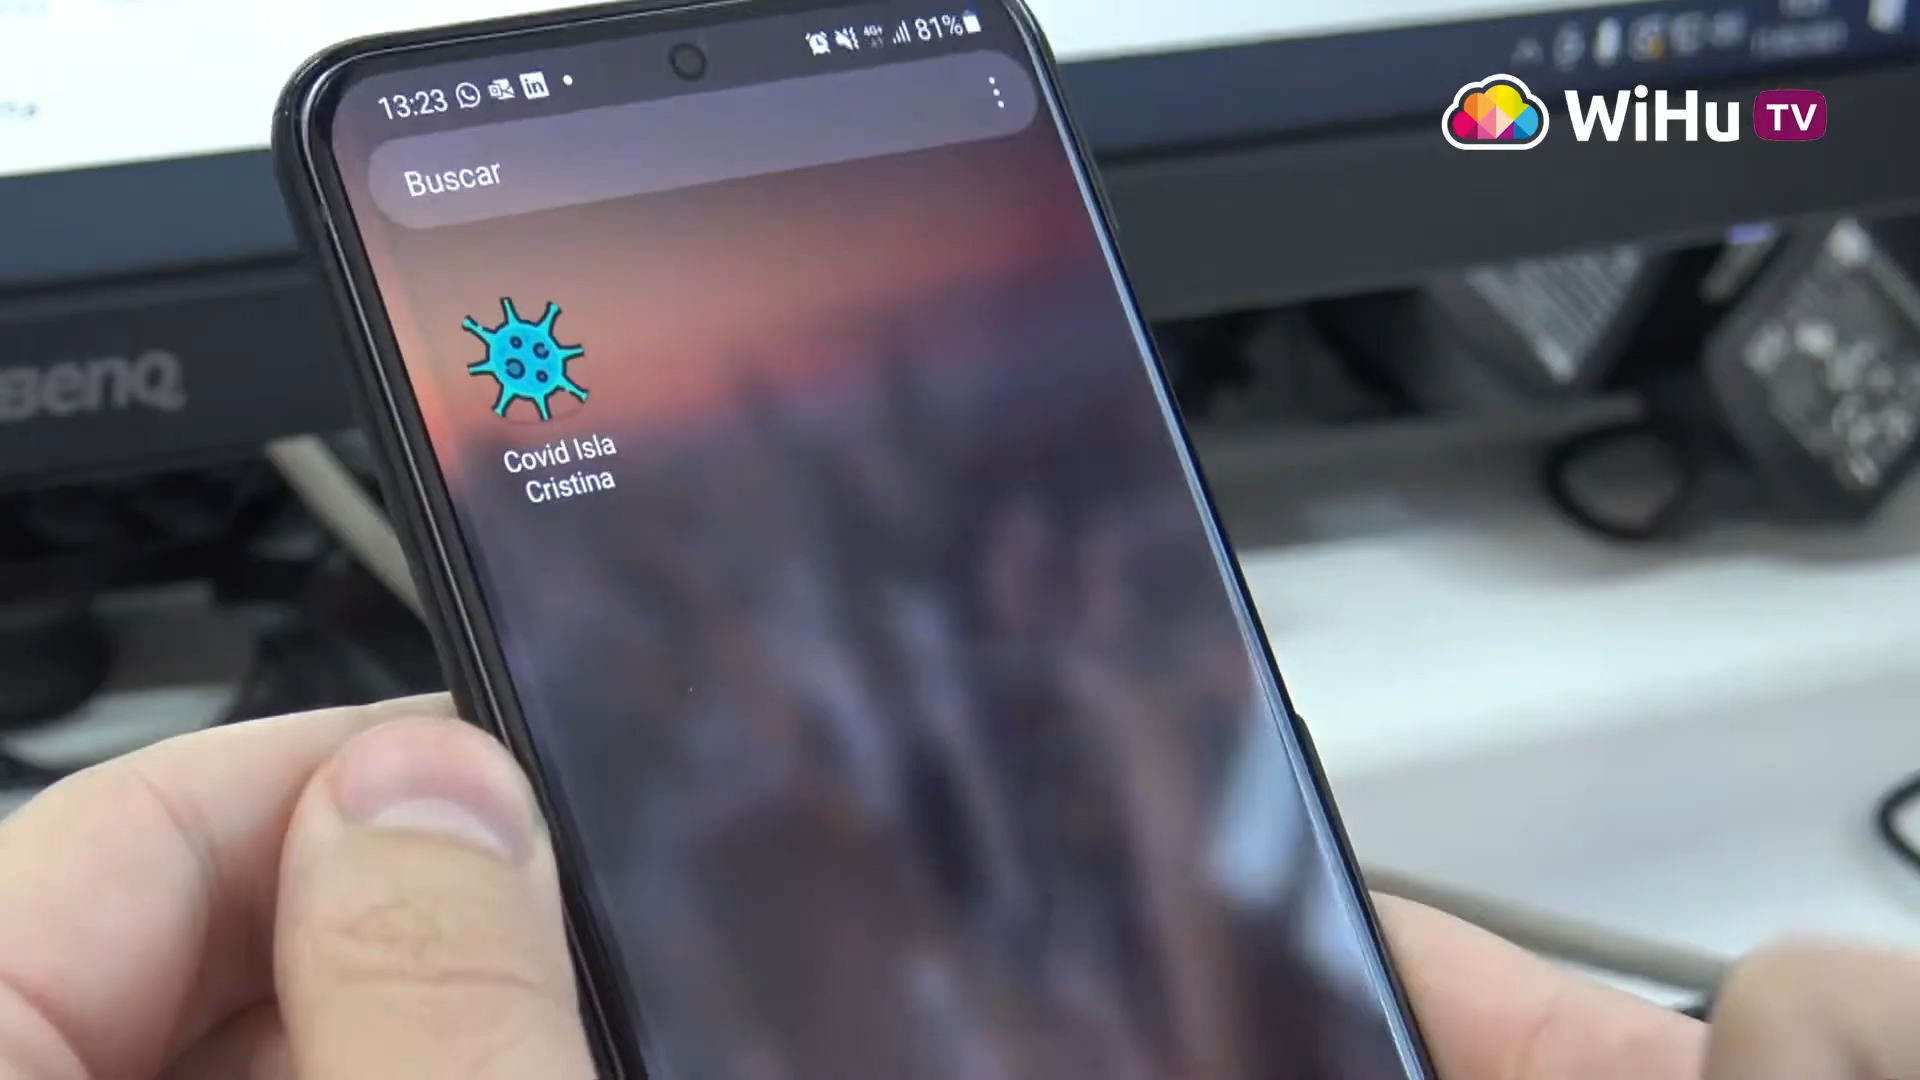 13:23
81%
WiHu TV
Buscar
BenQ
Covid Isla
Cristina